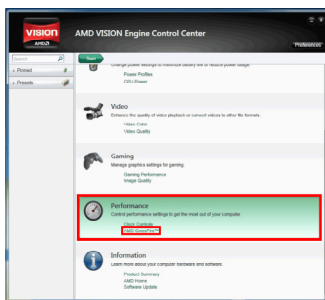 VISION
AMD
AMD VISION Engine Control Center
Preferences
Search
Start
Pinned
Presets
Change power settings to maximize battery life or reduce power usage.
Power Profiles
CPU Power
Video
Enhance the quality of video playback or convert videos to other file formats.
Video Color
Video Quality
Gaming
Manage graphics settings for gaming.
Gaming Performance
Image Quality
Performance
Control performance settings to get the most out of your computer.
Clock Controls
AMD CrossFire™
Information
Learn more about your computer hardware and software.
Product Summary
AMD Home
Software Update